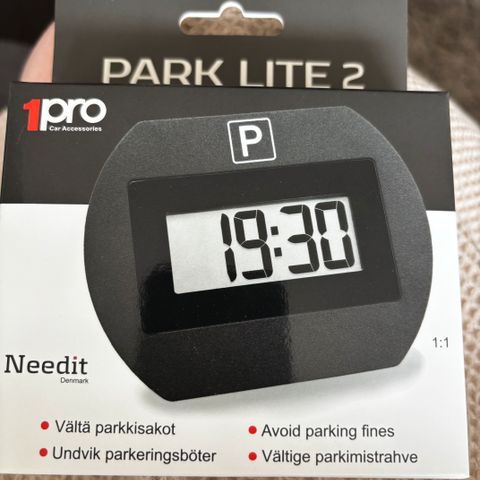 PARK LITE 2
1pro
Car Accessories
P
19:30
1:1
Needit
Denmark
• Vältä parkkisakot
• Undvik parkeringsböter
• Avoid parking fines
• Vältige parkimistrahve